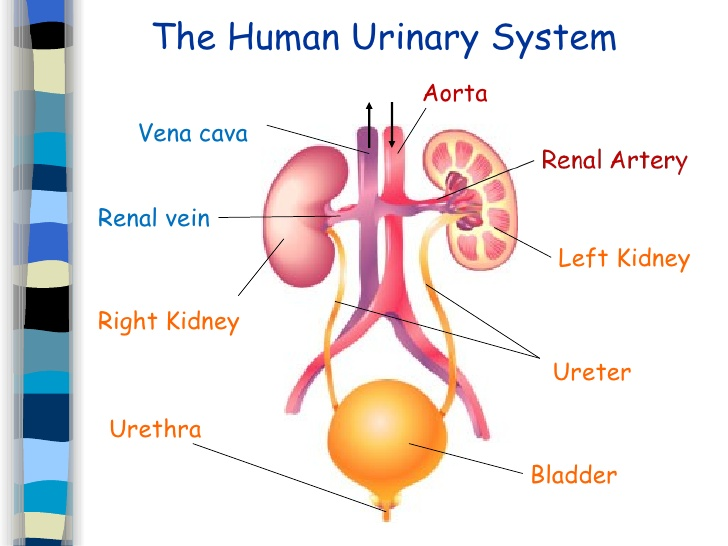 The Human Urinary System
Aorta
Vena cava
Renal Artery
Renal vein
Left Kidney
Right Kidney
Ureter
Urethra
Bladder